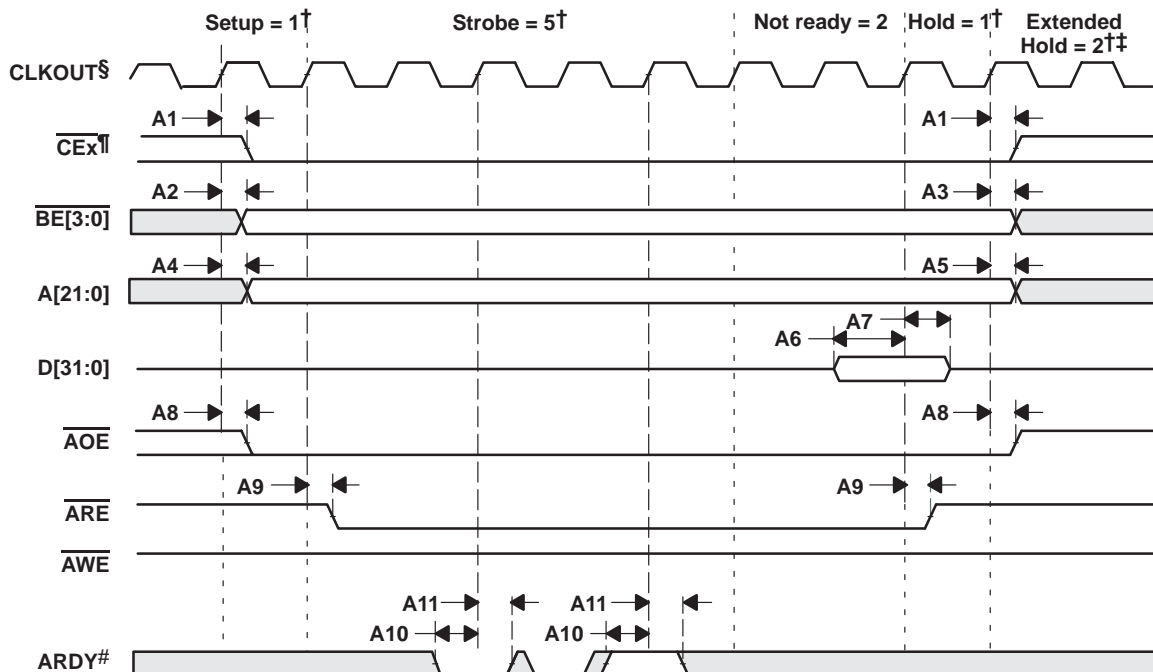 Setup = 1† Strobe = 5† Not ready = 2 Hold = 1† Extended
Hold = 2†‡
CLKOUT§
A1 A1
CEx¶
A2 A3
BE[3:0]
A4 A5
A[21:0]
A7
A6
D[31:0]
A8 A8
AOE
A9 A9
ARE
AWE
A11 A11
A10 A10
ARDY#